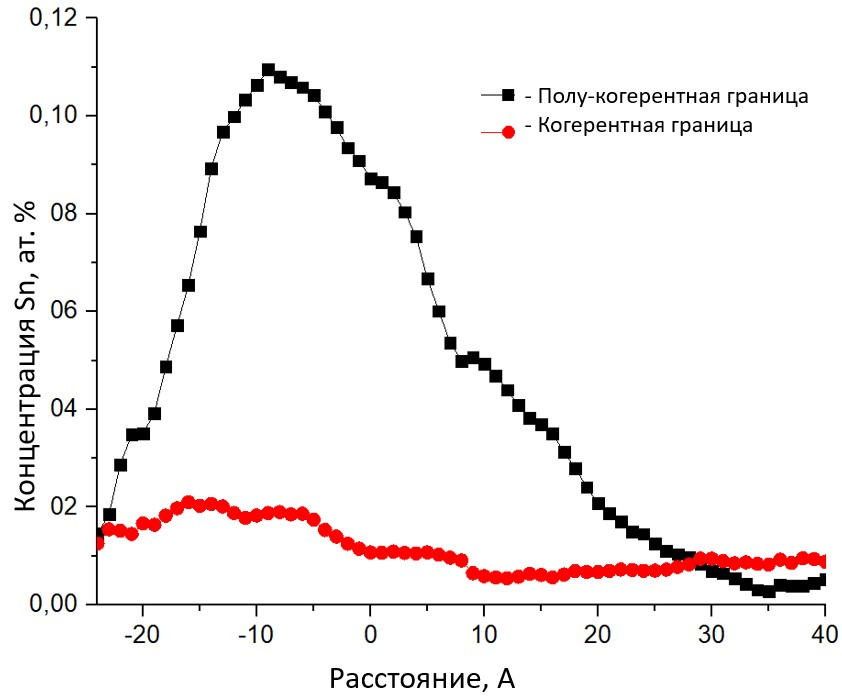 0,12
0,10
08
06
04
02
0,00
Концентрация Sn, ат. %
- Полу-когерентная граница
- Когерентная граница
-20 -10 0 10 20 30 40
Расстояние, А